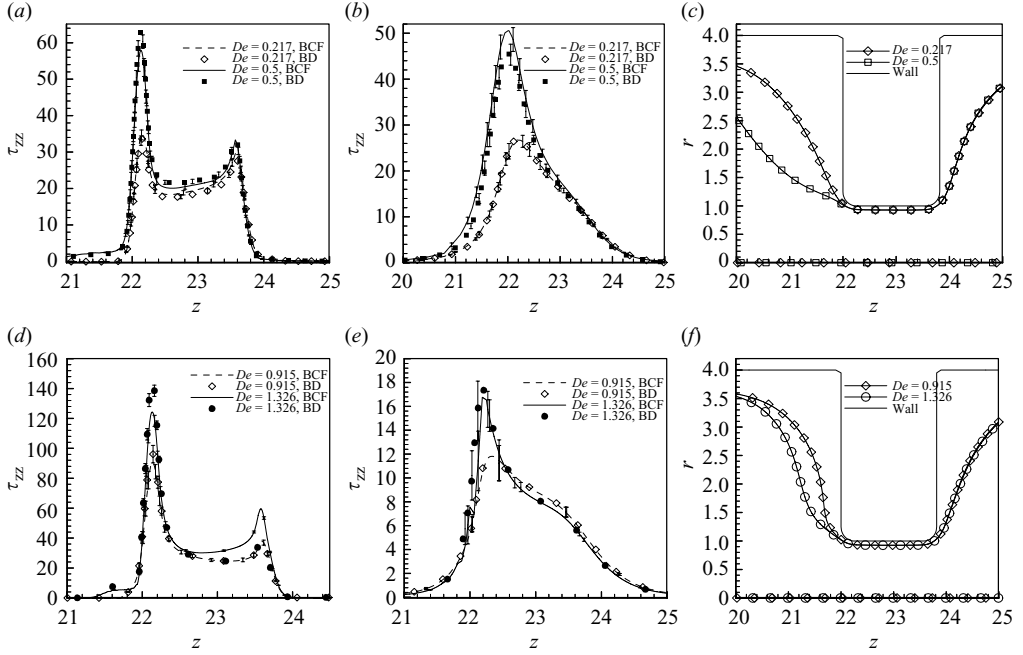 (a)
60
50
40
30
20
10
0
τzz
De = 0.217, BCF
De = 0.217, BD
De = 0.5, BCF
De = 0.5, BD
21 22 23 24 25
z
(b)
50
40
30
20
10
0
τzz
De = 0.217, BCF
De = 0.217, BD
De = 0.5, BCF
De = 0.5, BD
20 21 22 23 24 25
z
(c)
4.0
3.5
3.0
2.5
2.0
1.5
1.0
0.5
0
r
De = 0.217
De = 0.5
Wall
20 21 22 23 24 25
z
(d)
160
140
120
100
80
60
40
20
0
τzz
De = 0.915, BCF
De = 0.915, BD
De = 1.326, BCF
De = 1.326, BD
21 22 23 24
z
(e)
20
18
16
14
12
10
8
6
4
2
0
τzz
De = 0.915, BCF
De = 0.915, BD
De = 1.326, BCF
De = 1.326, BD
21 22 23 24 25
z
(f)
4.0
3.5
3.0
2.5
2.0
1.5
1.0
0.5
0
r
De = 0.915
De = 1.326
Wall
20 21 22 23 24 25
z